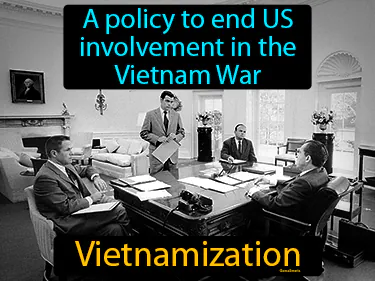 A policy to end US
involvement in the
Vietnam War
Vietnamization